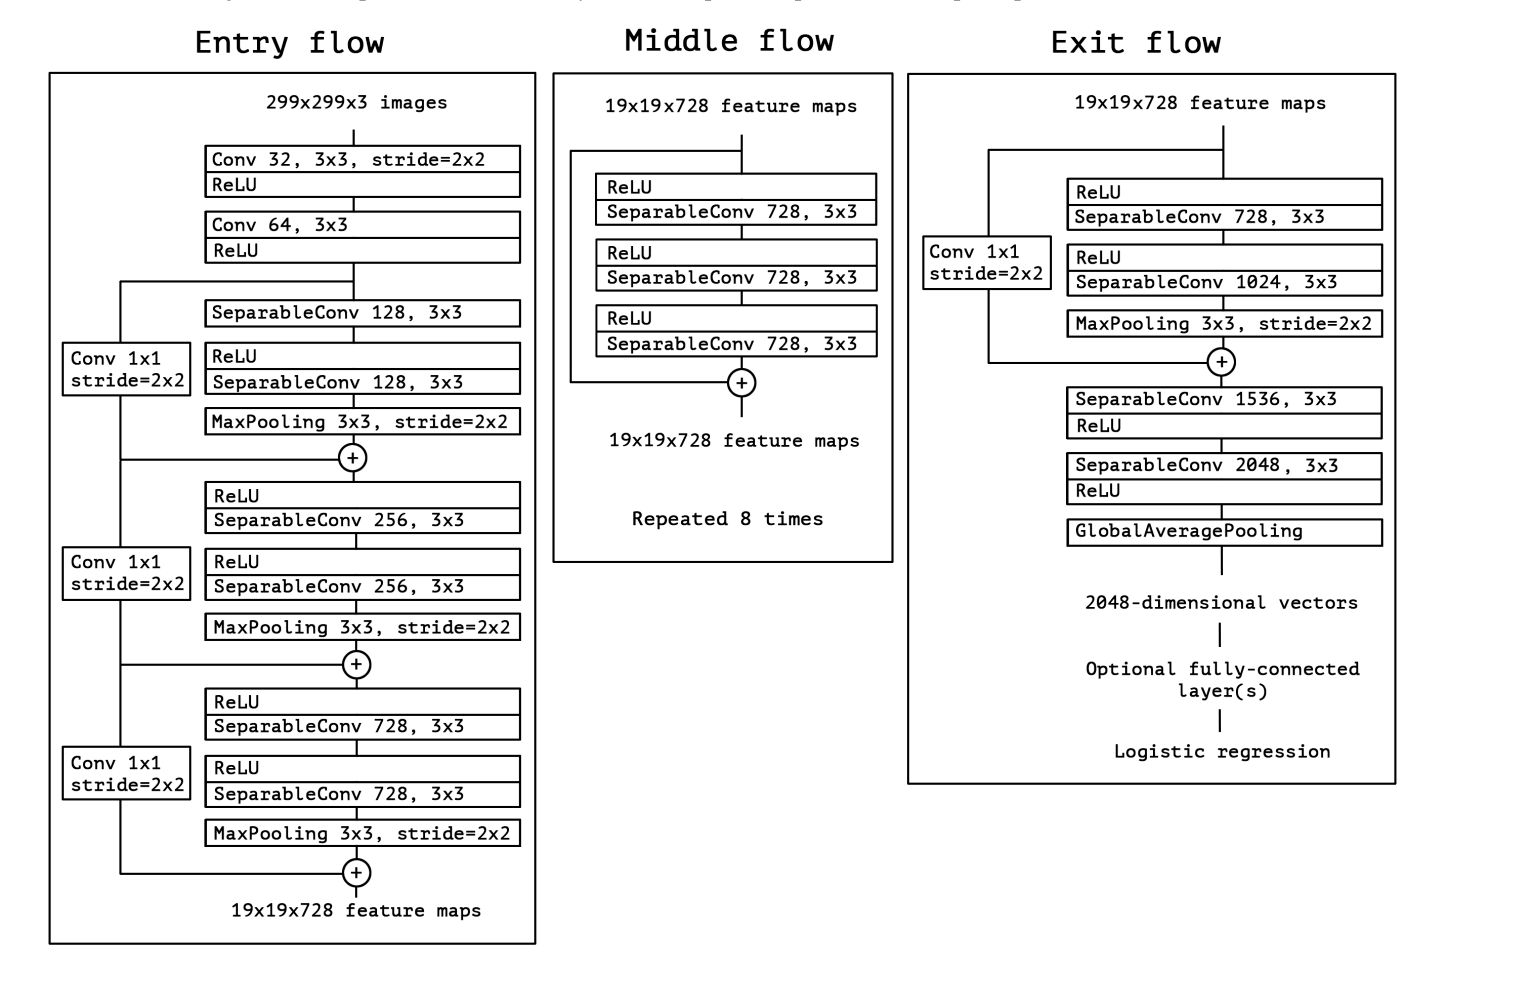 Entry flow
299x299x3 images
Conv 32, 3x3, stride=2x2
ReLU
Conv 64, 3x3
ReLU
SeparableConv 128, 3x3
Conv 1x1
stride=2x2
ReLU
SeparableConv 128, 3x3
MaxPooling 3x3, stride=2x2
+
ReLU
SeparableConv 256, 3x3
Conv 1x1
stride=2x2
ReLU
SeparableConv 256, 3x3
MaxPooling 3x3, stride=2x2
+
ReLU
SeparableConv 728, 3x3
Conv 1x1
stride=2x2
ReLU
SeparableConv 728, 3x3
MaxPooling 3x3, stride=2x2
+
19x19x728 feature maps
Middle flow
19x19x728 feature maps
ReLU
SeparableConv 728, 3x3
ReLU
SeparableConv 728, 3x3
ReLU
SeparableConv 728, 3x3
+
19x19x728 feature maps
Repeated 8 times
Exit flow
19x19x728 feature maps
ReLU
SeparableConv 728, 3x3
Conv 1x1
stride=2x2
ReLU
SeparableConv 1024, 3x3
MaxPooling 3x3, stride=2x2
+
SeparableConv 1536, 3x3
ReLU
SeparableConv 2048, 3x3
ReLU
GlobalAveragePooling
2048-dimensional vectors
Optional fully-connected
layer(s)
Logistic regression